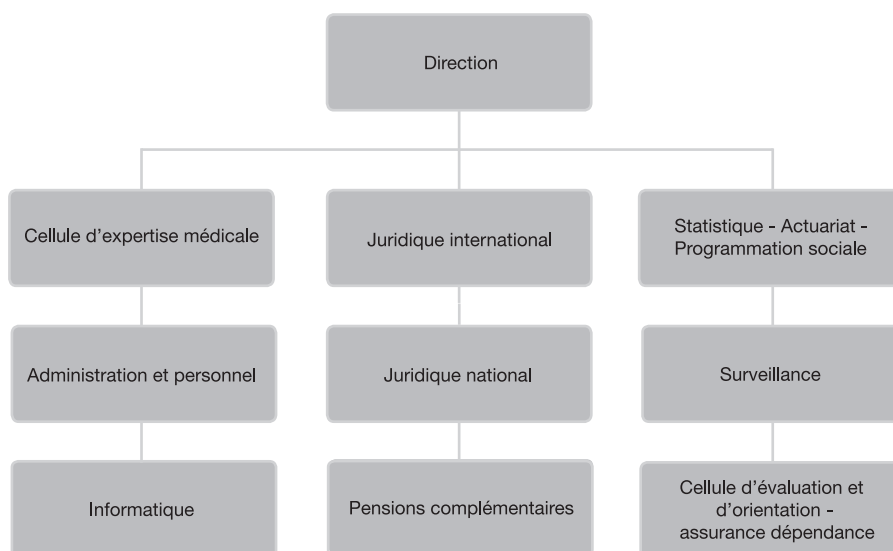 Direction
Cellule d'expertise médicale
Juridique international
Statistique - Actuariat -
Programmation sociale
Administration et personnel
Juridique national
Surveillance
Informatique
Pensions complémentaires
Cellule d'évaluation et
d'orientation -
assurance dépendance